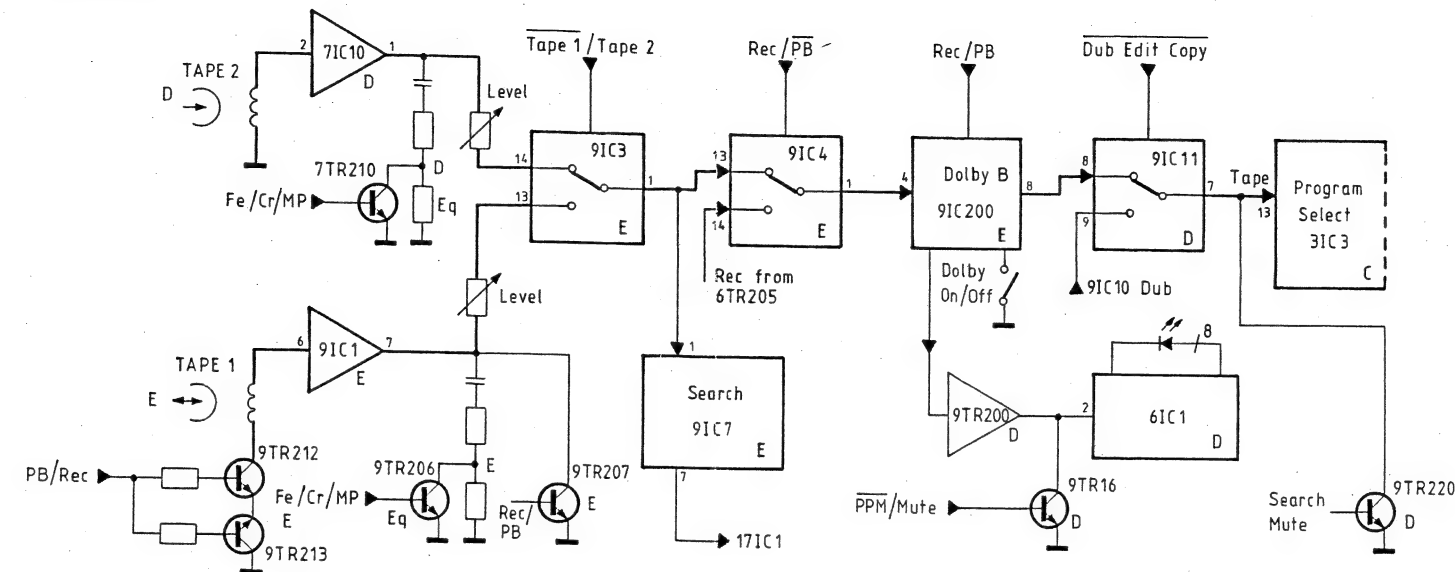 2
7IC10
1
D
TAPE 2
D
Level
7TR210
Fe/Cr/MP
D
Eq
Tape 1/Tape 2
14
9IC3
13
1
E
Rec/PB
13
9IC4
14
1
E
Rec from
6TR205
Rec/PB
4
Dolby B
9IC200
8
E
Dolby
On/Off
Dub Edit Copy
8
9IC11
9
7
D
9IC10 Dub
Tape
13
Program
Select
3IC3
C
Level
6
9IC1
7
E
TAPE 1
E
1
Search
9IC7
E
7
17IC1
PB/Rec
9TR212
E
9TR213
9TR206
Fe/Cr/MP
Eq
E
9TR207
Rec/
PB
E
9TR200
D
8
2
6IC1
D
PPM/Mute
9TR16
D
Search
Mute
9TR220
D